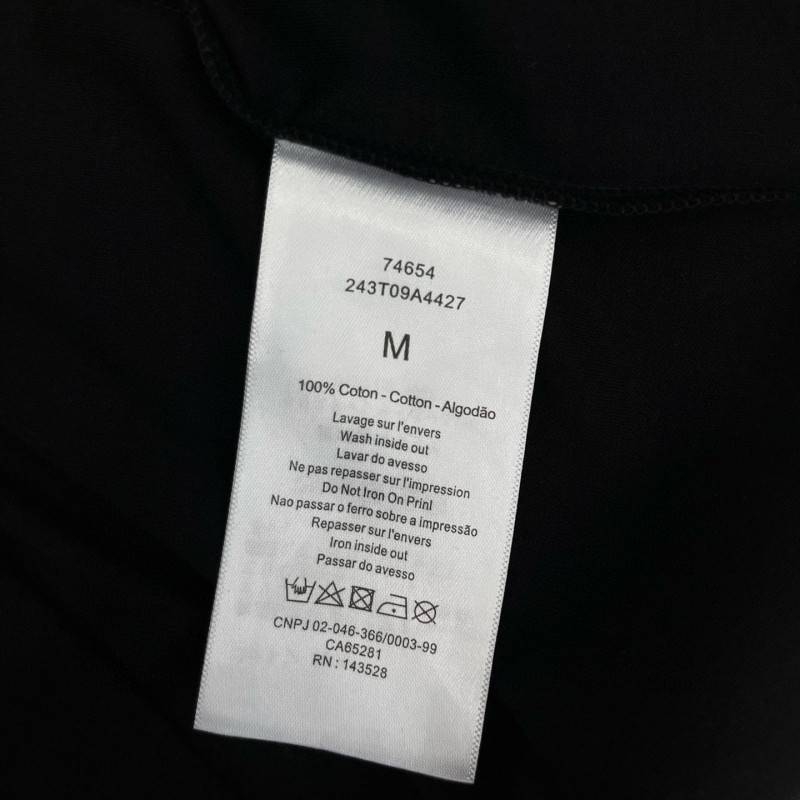 74654
243T09A4427
M
100% Coton - Cotton - Algodão
Lavage sur l'envers
Wash inside out
Lavar do avesso
Ne pas repasser sur l'impression
Do Not Iron On Prinl
Nao passar o ferro sobre a impressão
Repasser sur l'envers
Iron inside out
Passar do avesso
CNPJ 02-046-366/0003-99
CA65281
RN : 143528